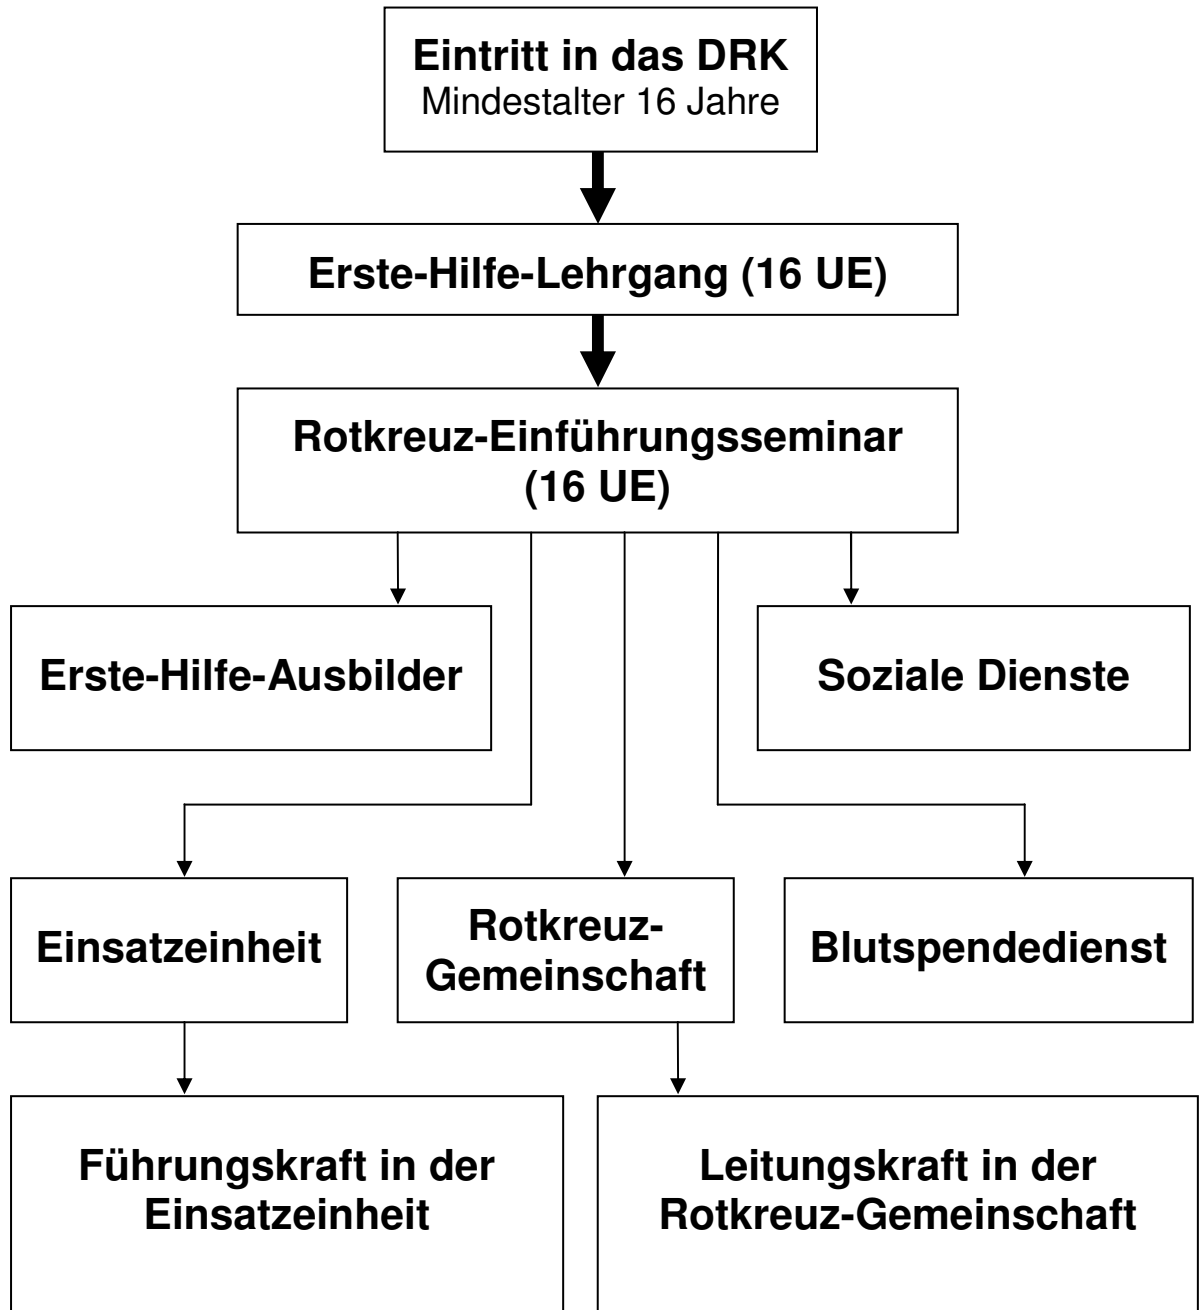 Eintritt in das DRK
Mindestalter 16 Jahre
Erste-Hilfe-Lehrgang (16 UE)
Rotkreuz-Einführungsseminar
(16 UE)
Erste-Hilfe-Ausbilder
Soziale Dienste
Einsatzeinheit
Rotkreuz-
Gemeinschaft
Blutspendedienst
Führungskraft in der
Einsatzeinheit
Leitungskraft in der
Rotkreuz-Gemeinschaft